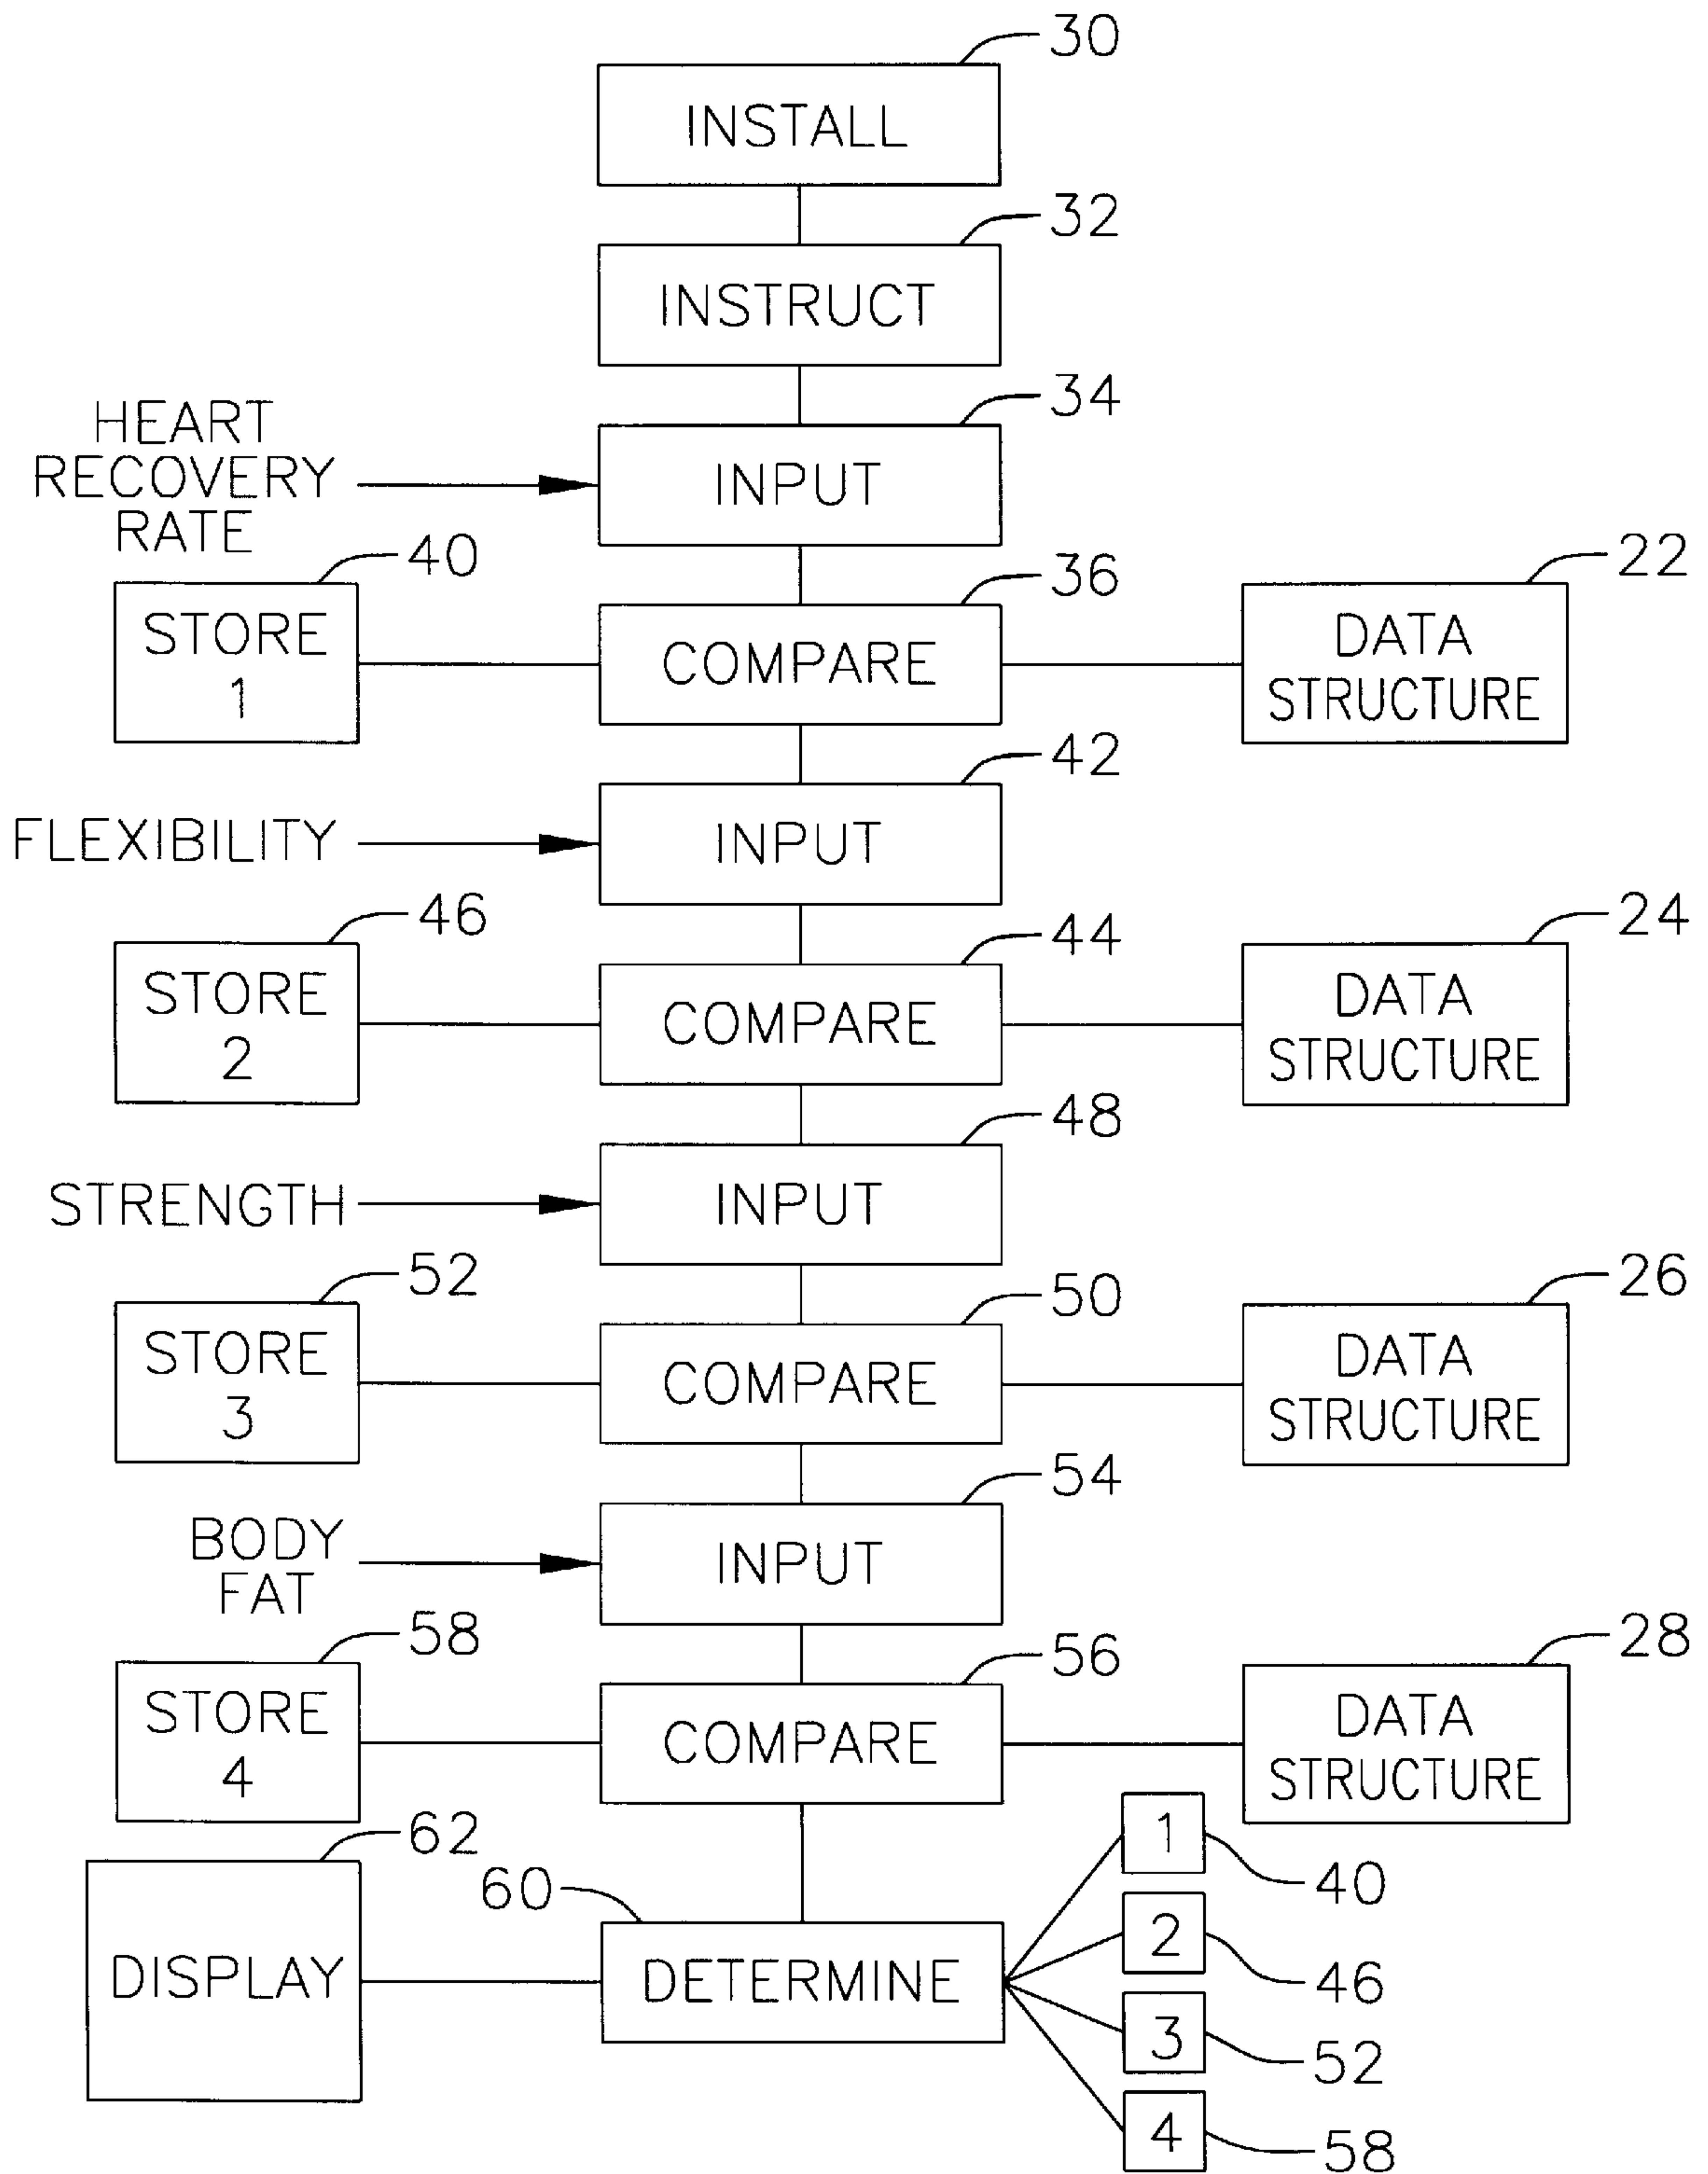 30
INSTALL
32
INSTRUCT
34
HEART
RECOVERY
RATE
INPUT
40
36
22
STORE
1
COMPARE
DATA
STRUCTURE
42
FLEXIBILITY
INPUT
46
44
24
STORE
2
COMPARE
DATA
STRUCTURE
48
STRENGTH
INPUT
52
50
26
STORE
3
COMPARE
DATA
STRUCTURE
54
BODY
FAT
INPUT
58
56
28
STORE
4
COMPARE
DATA
STRUCTURE
62
60
1
40
DISPLAY
DETERMINE
2
46
3
52
4
58